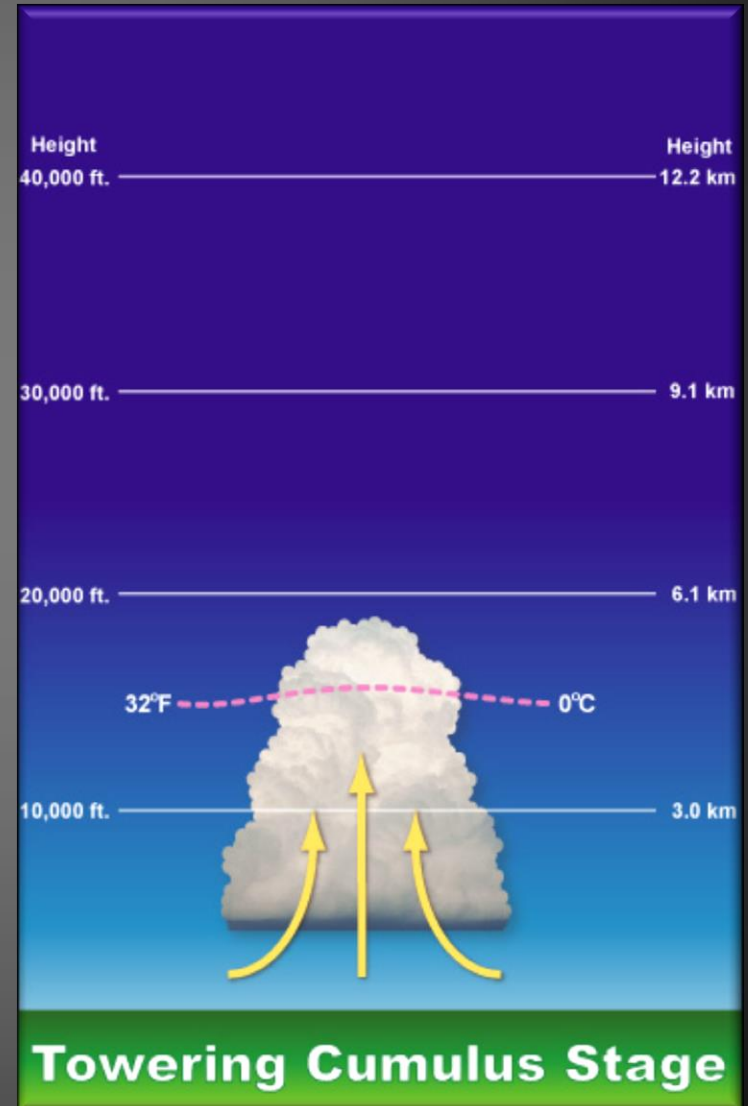 Height Height
40,000 ft. 12.2 km
30,000 ft. 9.1 km
20,000 ft. 6.1 km
32°F 0°C
10,000 ft. 3.0 km
Towering Cumulus Stage